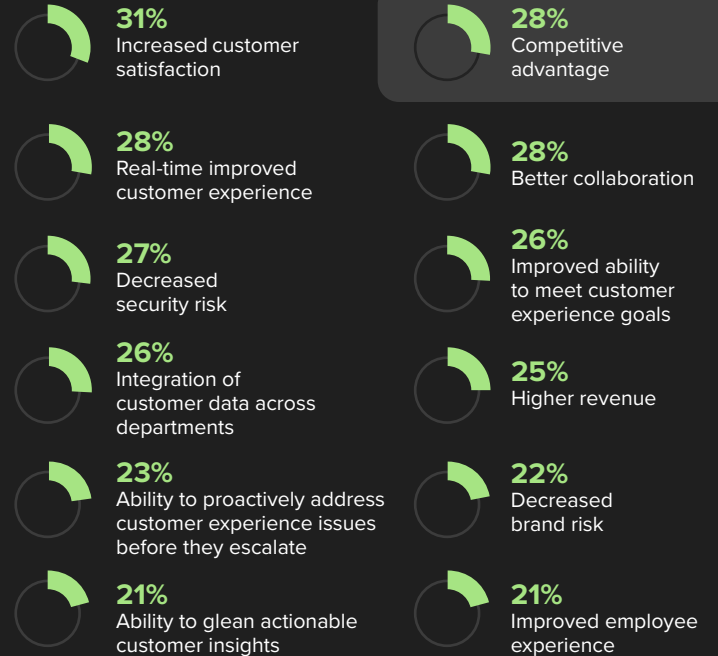 31%
Increased customer
satisfaction
28%
Competitive
advantage
28%
Real-time improved
customer experience
28%
Better collaboration
27%
Decreased
security risk
26%
Improved ability
to meet customer
experience goals
26%
Integration of
customer data across
departments
25%
Higher revenue
23%
Ability to proactively address
customer experience issues
before they escalate
22%
Decreased
brand risk
21%
Ability to glean actionable
customer insights
21%
Improved employee
experience